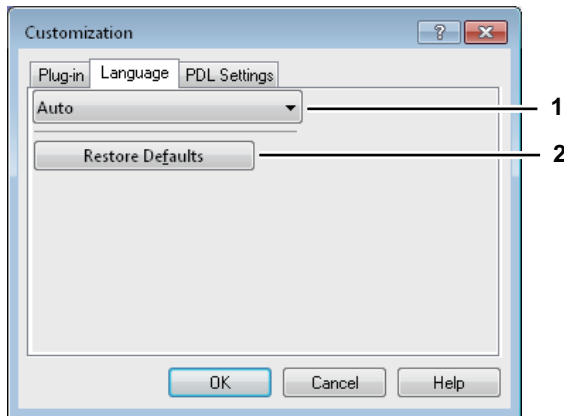 Customization
Plug-in Language PDL Settings
Auto
1
Restore Defaults
2
OK Cancel Help